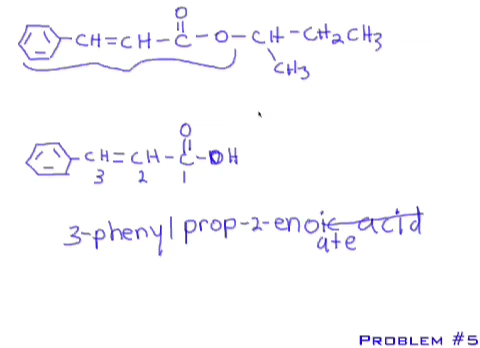 O
CH=CH-C-O-CH-CH2CH3
CH3
O
CH=CH-C-OH
3 2 1
3-phenyl prop-2-enoic acid
ate
PROBLEM #5